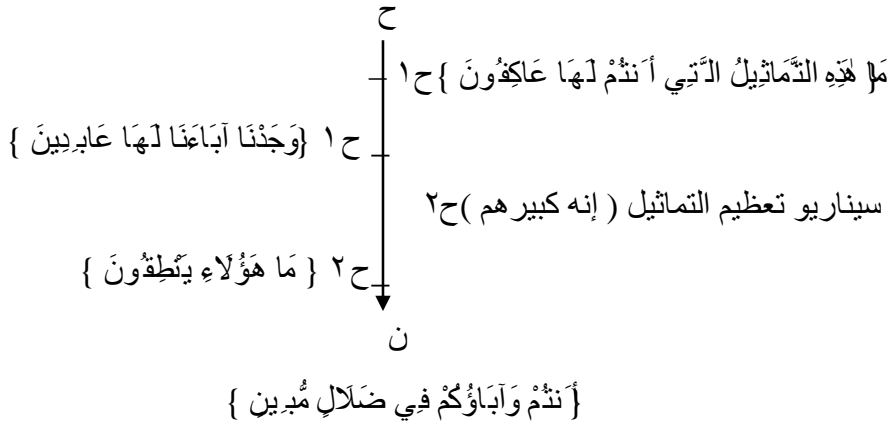 ح
مَا هَٰذِهِ التَّمَاثِيلُ الَّتِي أَنتُمْ لَهَا عَاكِفُونَ } ح١
ح١ {وَجَدْنَا آبَاءَنَا لَهَا عَابِدِينَ }
سيناريو تعظيم التماثيل ( إنه كبيرهم )ح٢
ح٢ { مَا هَؤُلَاءِ يَنْطِقُونَ }
ن
{أَنتُمْ وَآبَاؤُكُمْ فِي ضَلَالٍ مُّبِينٍ }